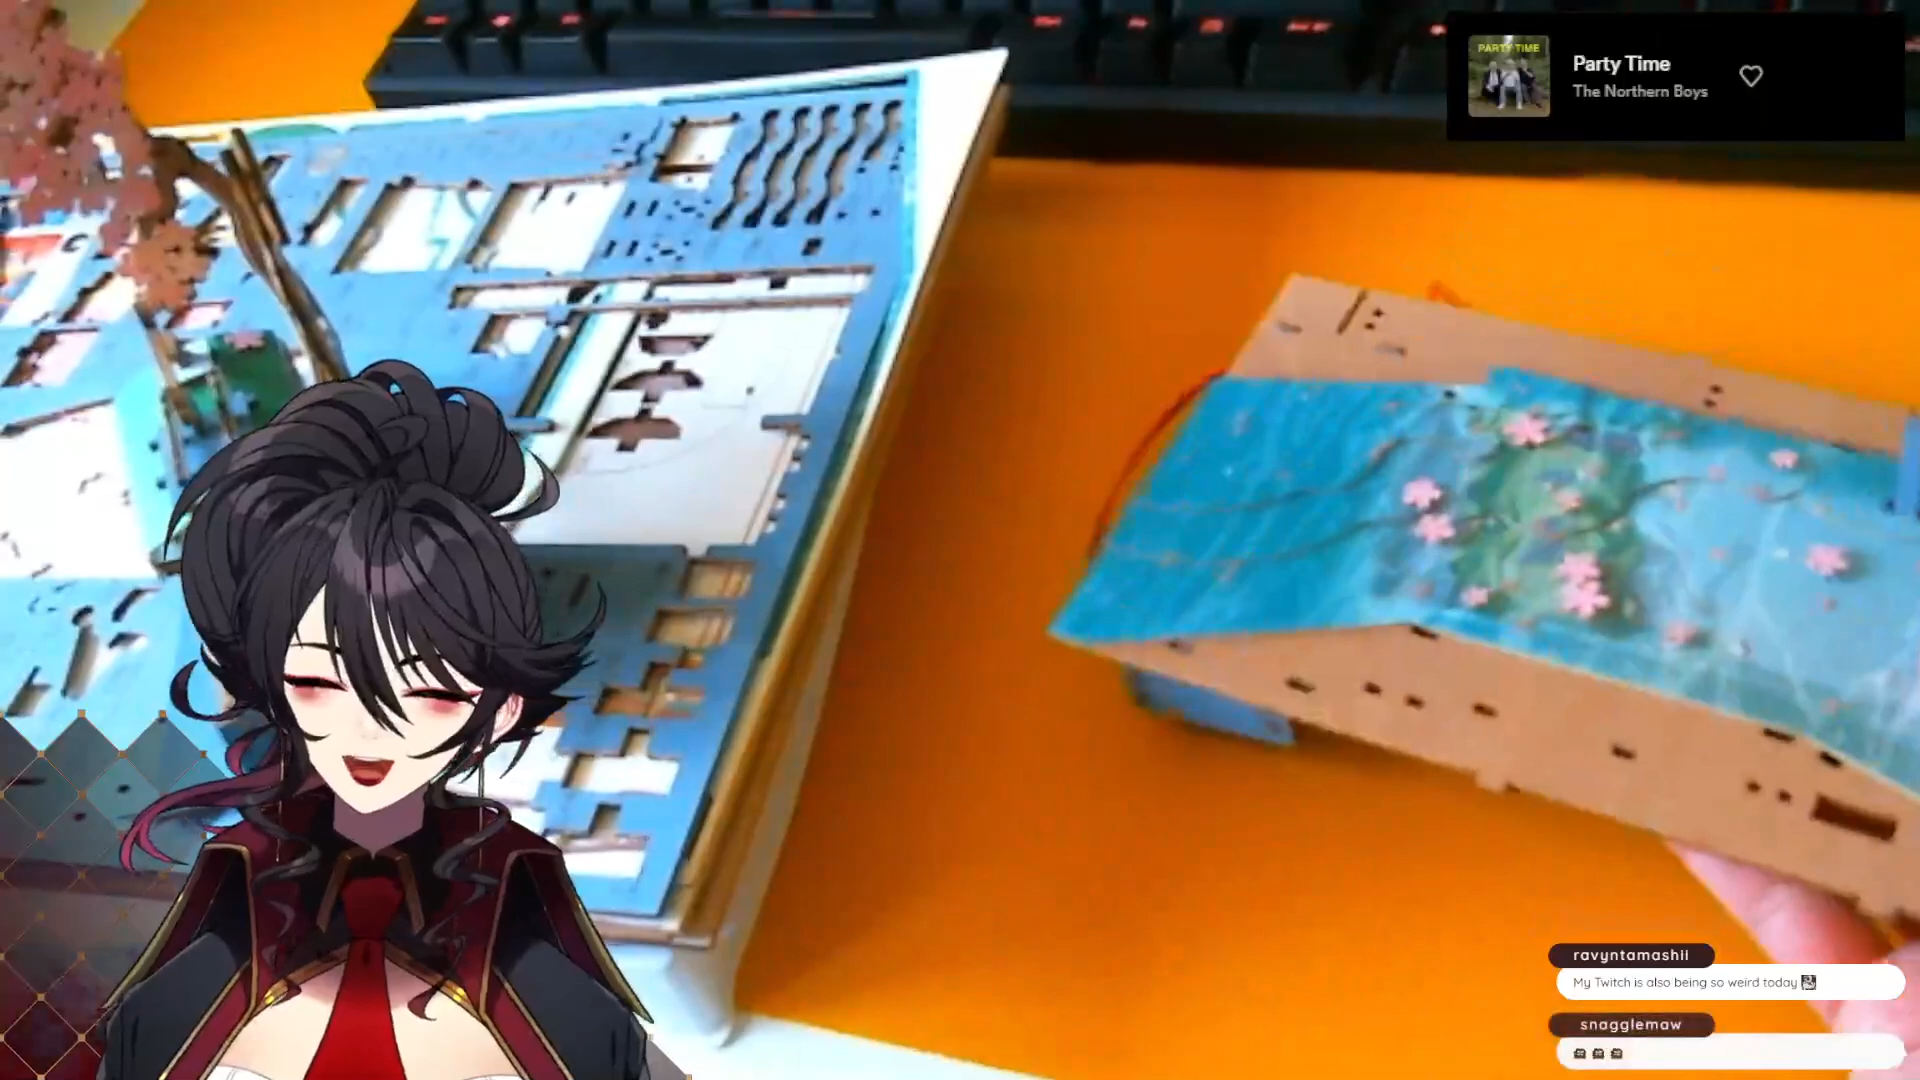 PARTY TIME
Party Time
The Northern Boys
ravyntamashii
My Twitch is also being so weird today
snagglemaw